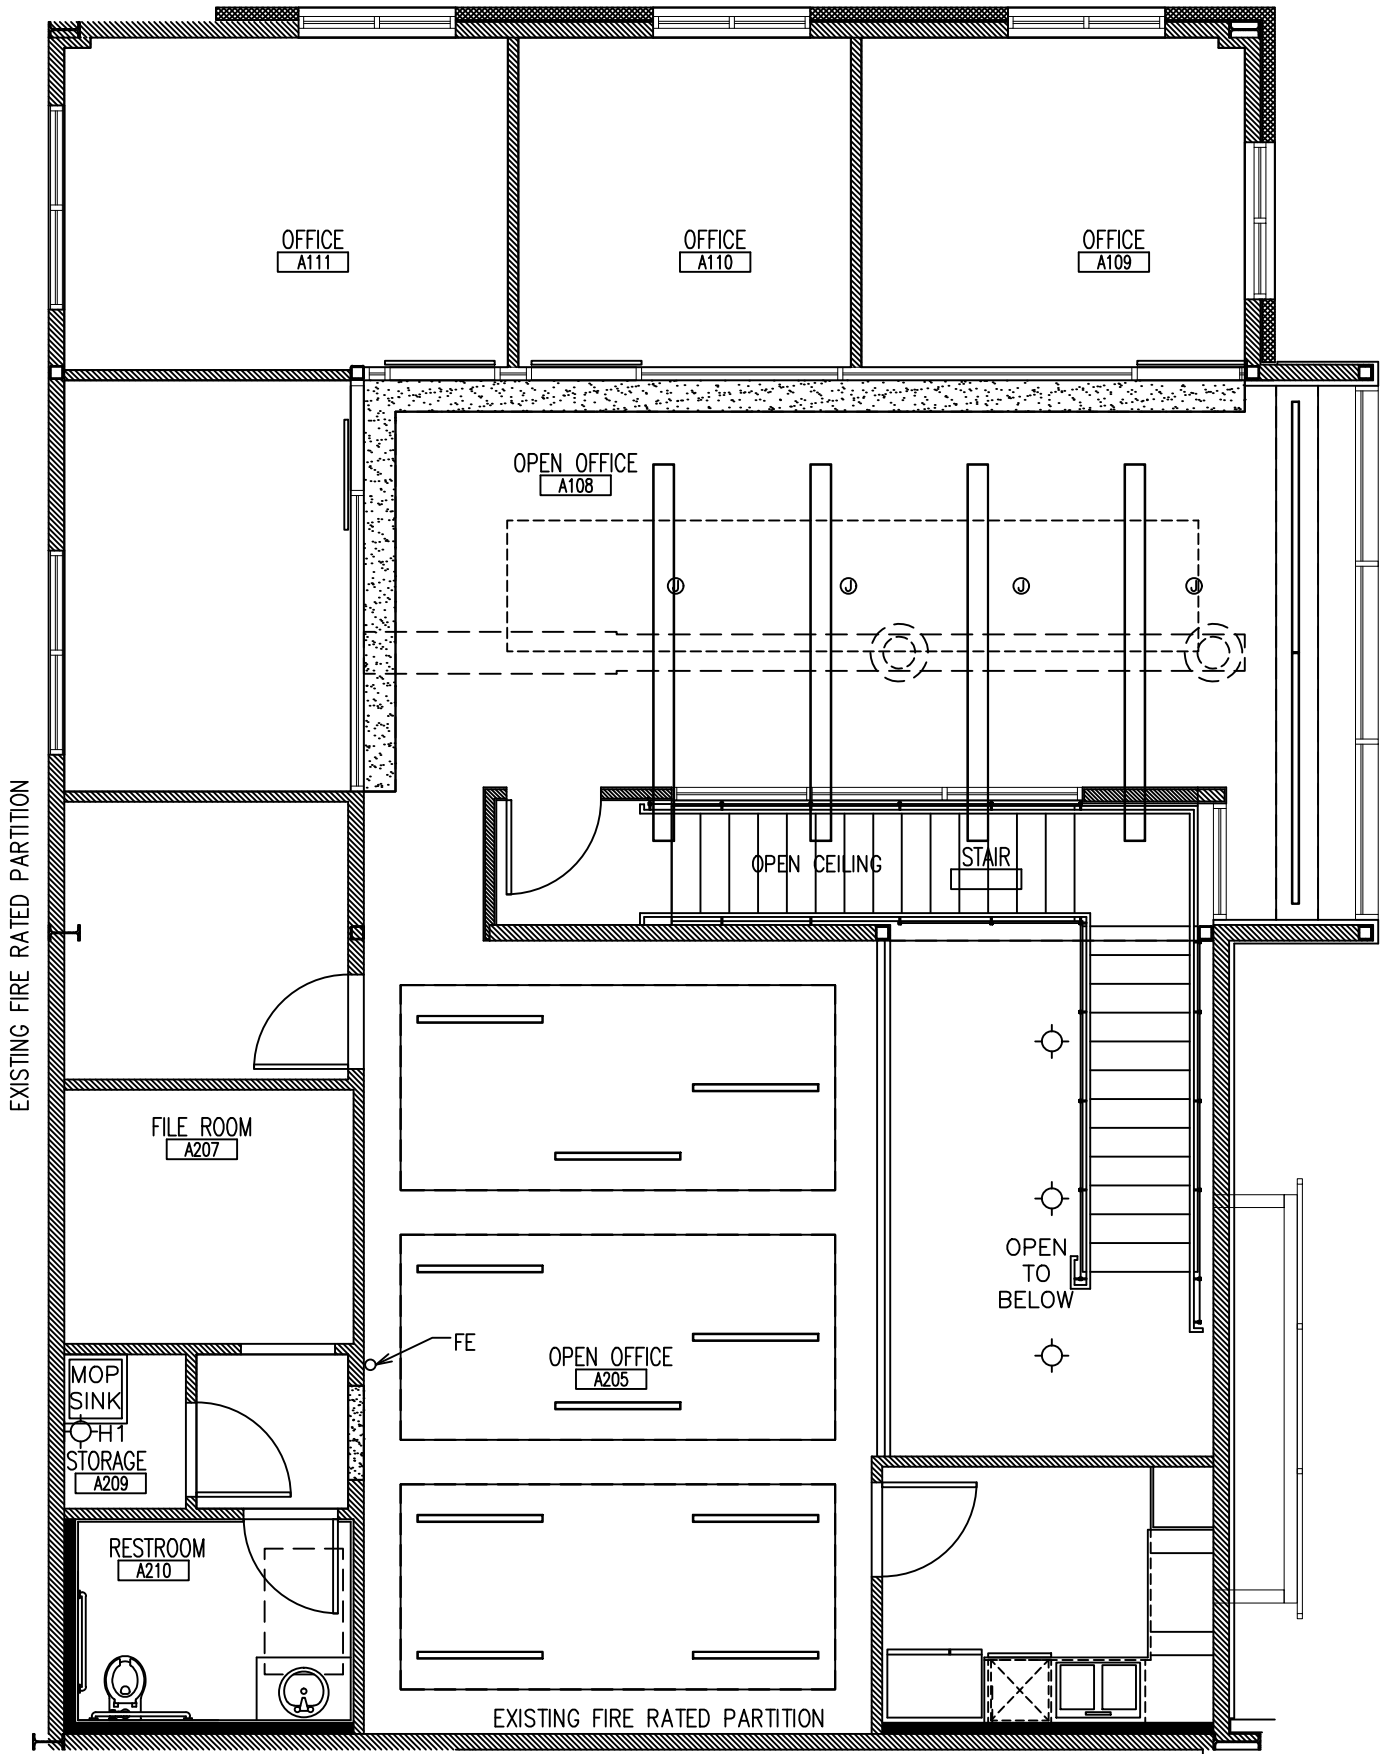 OFFICE
A111
OFFICE
A110
OFFICE
A109
OPEN OFFICE
A108
J
J
J
J
EXISTING FIRE RATED PARTITION
OPEN CEILING
STAIR
FILE ROOM
A207
OPEN
TO
BELOW
FE
OPEN OFFICE
A205
MOP
SINK
H1
STORAGE
A209
RESTROOM
A210
EXISTING FIRE RATED PARTITION